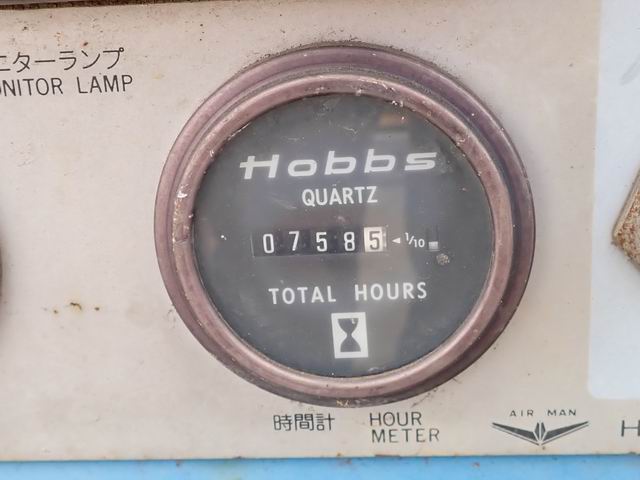 ニターランプ
ONITOR LAMP
Hobbs
QUARTZ
07585 ◄ 1/10
TOTAL HOURS
時間計 HOUR METER
AIR MAN
H